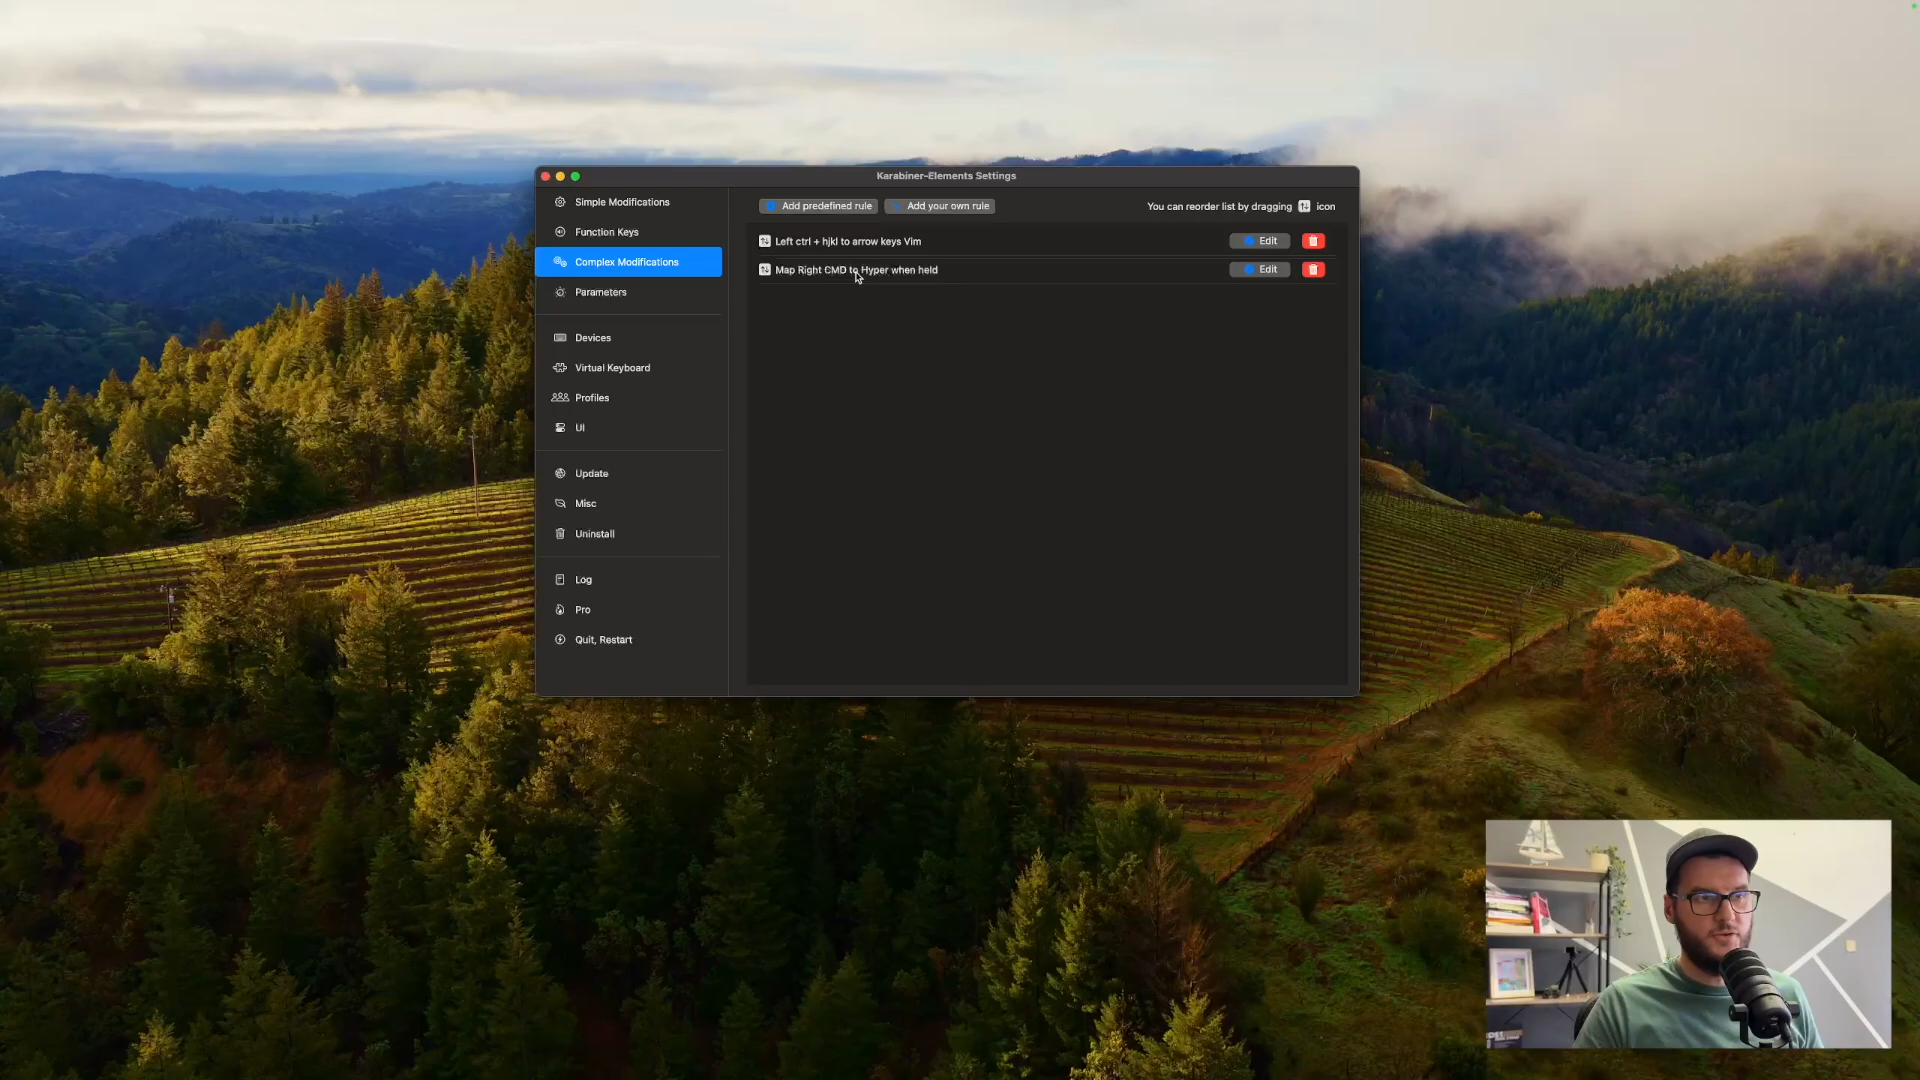 Karabiner-Elements Settings
Simple Modifications
Function Keys
Complex Modifications
Parameters
Devices
Virtual Keyboard
Profiles
UI
Update
Misc
Uninstall
Log
Pro
Quit, Restart
Add predefined rule
Add your own rule
You can reorder list by dragging icon
Left ctrl + hjkl to arrow keys Vim
Edit
Map Right CMD to Hyper when held
Edit